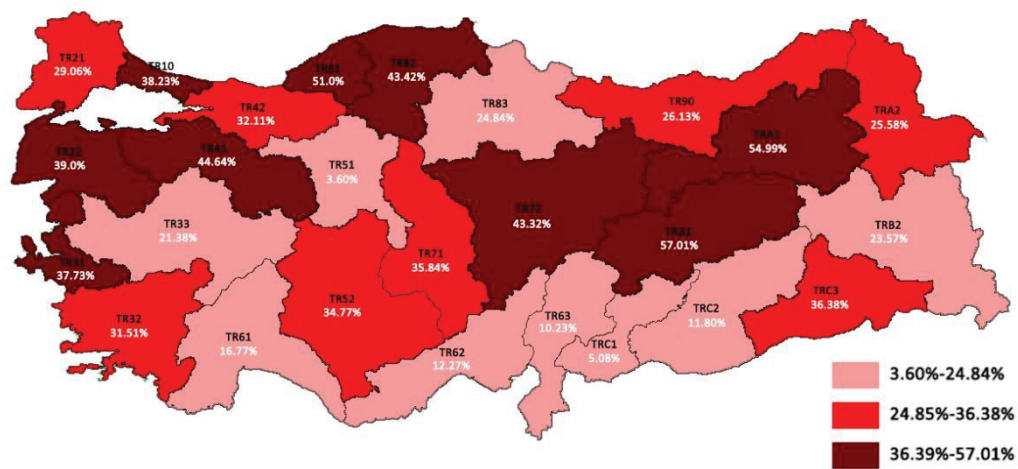 TR21
29.06%
TR10
38.23%
TR81
51.0%
TR82
43.42%
TR42
32.11%
TR83
24.84%
TR90
26.13%
TRA1
54.99%
TRA2
25.58%
TR22
39.0%
TR41
44.64%
TR51
3.60%
TR33
21.38%
TR72
43.32%
TRB1
57.01%
TRB2
23.57%
TR31
37.73%
TR71
35.84%
TR32
31.51%
TR52
34.77%
TR61
16.77%
TR62
12.27%
TR63
10.23%
TRC1
5.08%
TRC2
11.80%
TRC3
36.38%
3.60%-24.84%
24.85%-36.38%
36.39%-57.01%